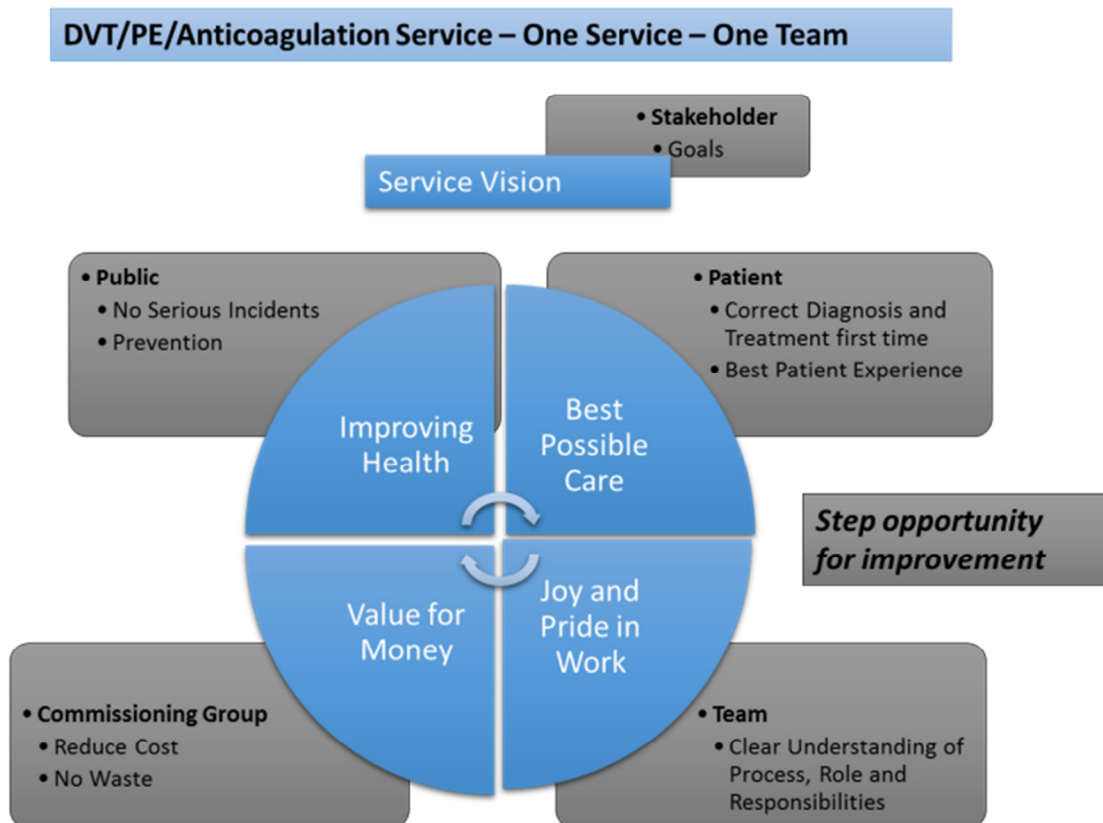 DVT/PE/Anticoagulation Service – One Service – One Team
• Stakeholder
• Goals
Service Vision
• Public
• No Serious Incidents
• Prevention
• Patient
• Correct Diagnosis and
Treatment first time
• Best Patient Experience
Improving
Health
Best
Possible
Care
Step opportunity
for improvement
Value for
Money
Joy and
Pride in
Work
• Commissioning Group
• Reduce Cost
• No Waste
• Team
• Clear Understanding of
Process, Role and
Responsibilities